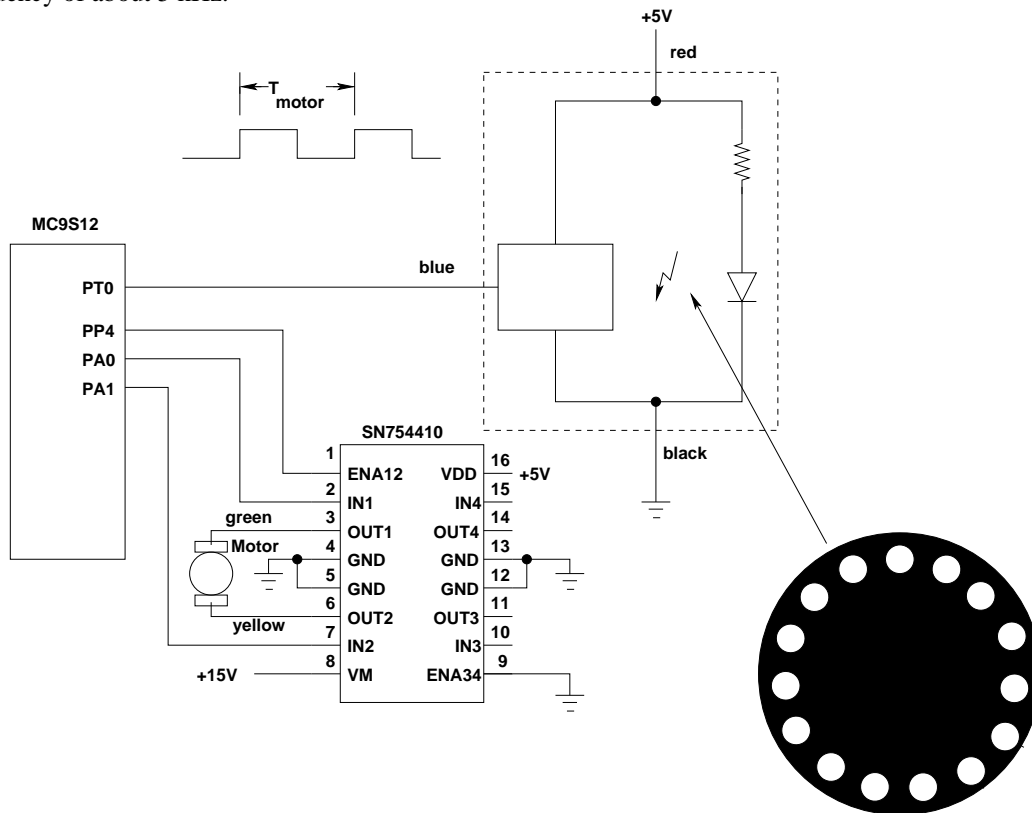 +5V
red
T
motor
MC9S12
blue
PT0
PP4
PA0
PA1
SN754410
black
1 ENA12 VDD 16 +5V
2 IN1 IN4 15
green 3 OUT1 OUT4 14
Motor 4 GND GND 13
5 GND GND 12
6 OUT2 OUT3 11
yellow 7 IN2 IN3 10
+15V 8 VM ENA34 9